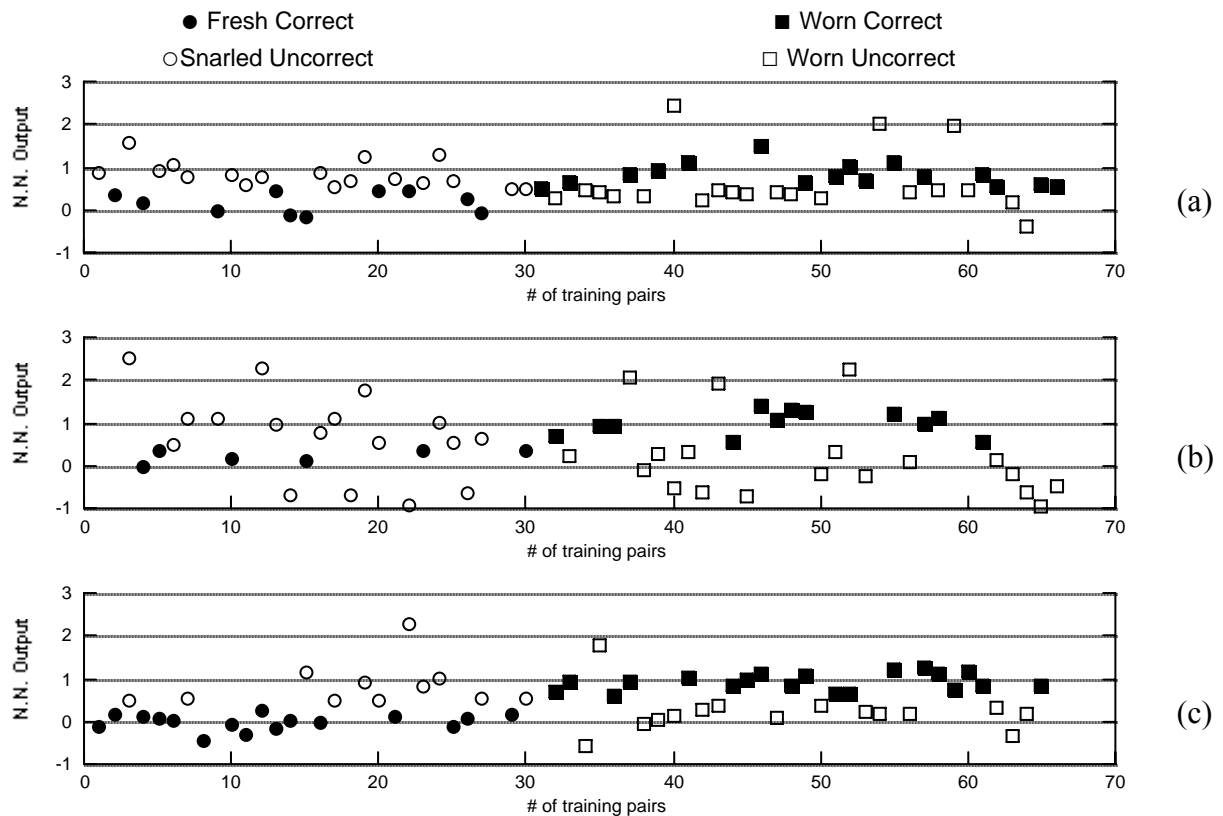 Fresh Correct Worn Correct
Snarled Uncorrect Worn Uncorrect
3
2
1
0
-1
N.N. Output
0 10 20 30 40 50 60 70
# of training pairs
(a)
3
2
1
0
-1
N.N. Output
0 10 20 30 40 50 60 70
# of training pairs
(b)
3
2
1
0
-1
N.N. Output
0 10 20 30 40 50 60 70
# of training pairs
(c)